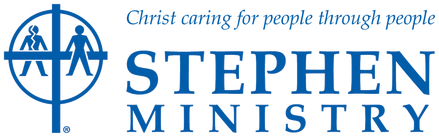 Christ caring for people through people
STEPHEN
MINISTRY
®